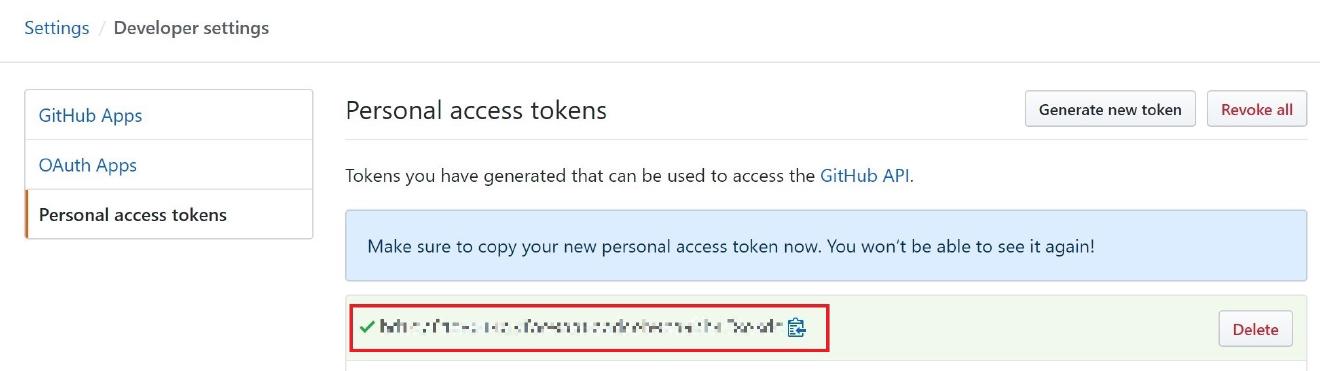 Settings / Developer settings
GitHub Apps
OAuth Apps
Personal access tokens
Personal access tokens
Generate new token
Revoke all
Tokens you have generated that can be used to access the GitHub API.
Make sure to copy your new personal access token now. You won't be able to see it again!
Delete